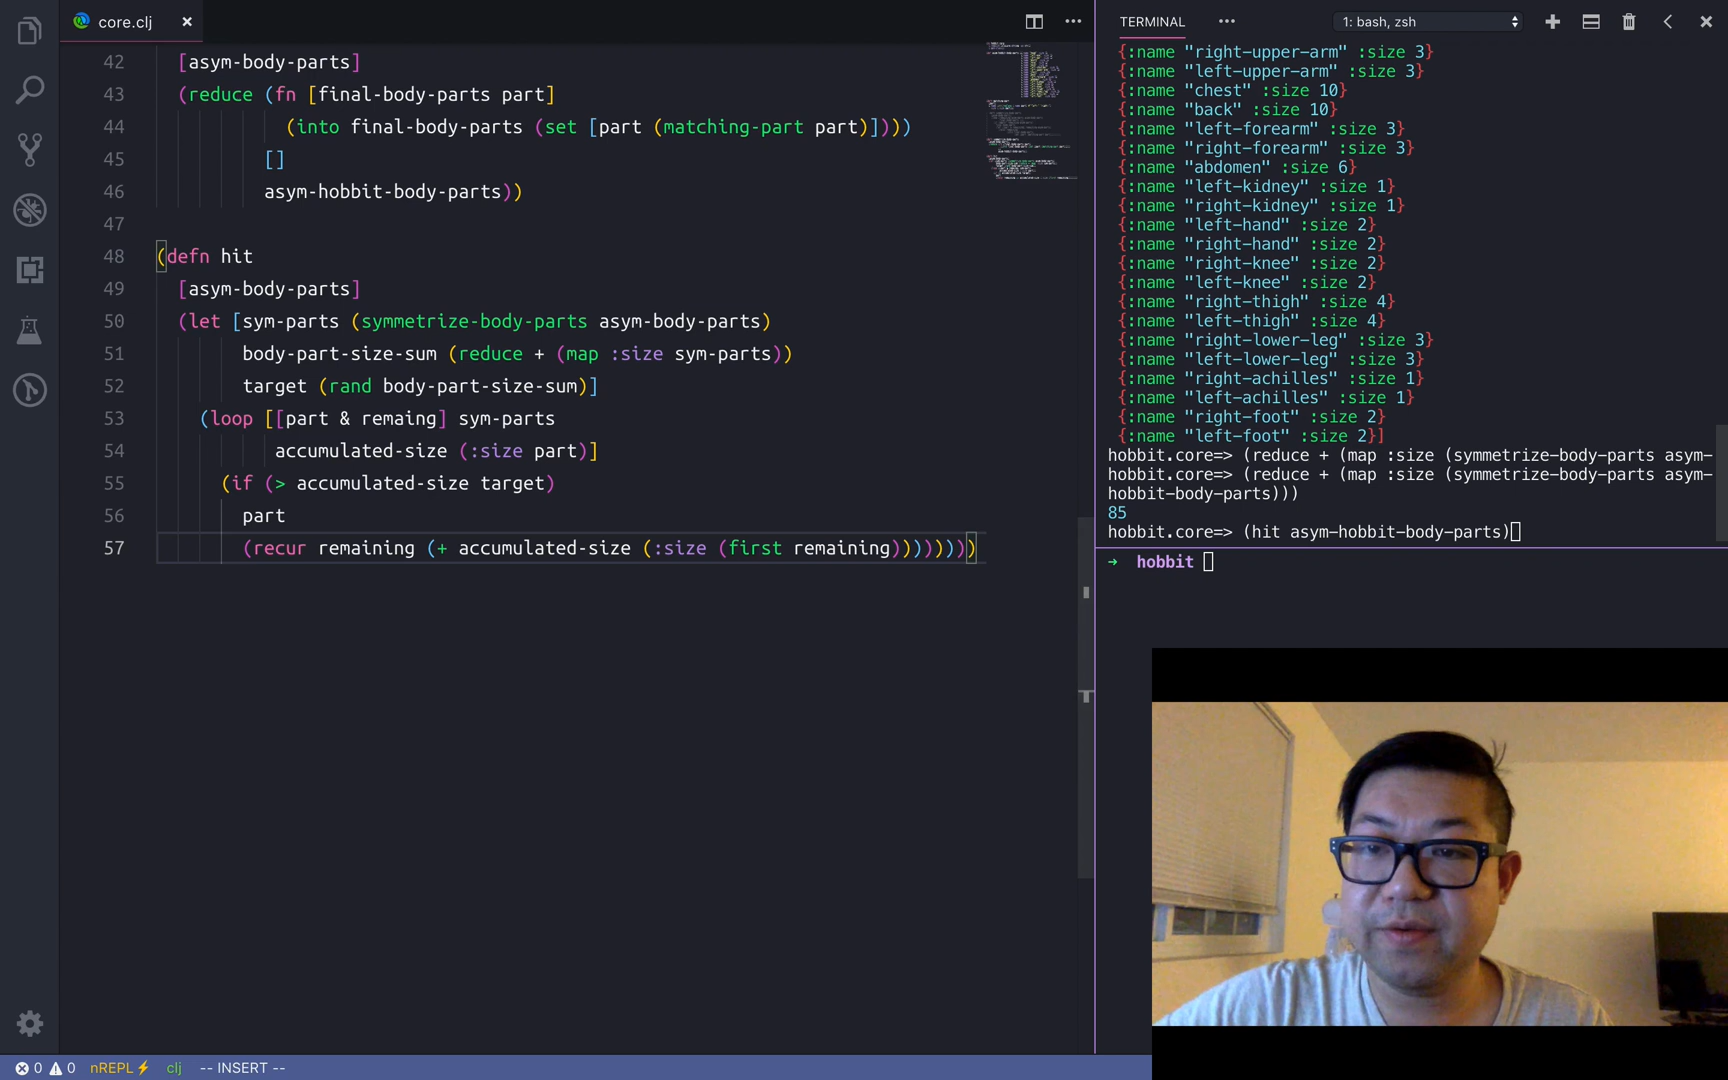 core.clj
42 [asym-body-parts]
43 (reduce (fn [final-body-parts part]
44 (into final-body-parts (set [part (matching-part part)])))
45 []
46 asym-hobbit-body-parts))
47
48 (defn hit
49 [asym-body-parts]
50 (let [sym-parts (symmetrize-body-parts asym-body-parts)
51 body-part-size-sum (reduce + (map :size sym-parts))
52 target (rand body-part-size-sum)]
53 (loop [[part & remaing] sym-parts
54 accumulated-size (:size part)]
55 (if (> accumulated-size target)
56 part
57 (recur remaining (+ accumulated-size (:size (first remaining))))))))
nREPL⚡ clj -- INSERT --
0 0
TERMINAL
1: bash, zsh
{:name "right-upper-arm" :size 3}
{:name "left-upper-arm" :size 3}
{:name "chest" :size 10}
{:name "back" :size 10}
{:name "left-forearm" :size 3}
{:name "right-forearm" :size 3}
{:name "abdomen" :size 6}
{:name "left-kidney" :size 1}
{:name "right-kidney" :size 1}
{:name "left-hand" :size 2}
{:name "right-hand" :size 2}
{:name "right-knee" :size 2}
{:name "left-knee" :size 2}
{:name "right-thigh" :size 4}
{:name "left-thigh" :size 4}
{:name "right-lower-leg" :size 3}
{:name "left-lower-leg" :size 3}
{:name "right-achilles" :size 1}
{:name "left-achilles" :size 1}
{:name "right-foot" :size 2}
{:name "left-foot" :size 2}]
hobbit.core=> (reduce + (map :size (symmetrize-body-parts asym-
hobbit.core=> (reduce + (map :size (symmetrize-body-parts asym-
hobbit-body-parts)))
85
hobbit.core=> (hit asym-hobbit-body-parts)
→ hobbit